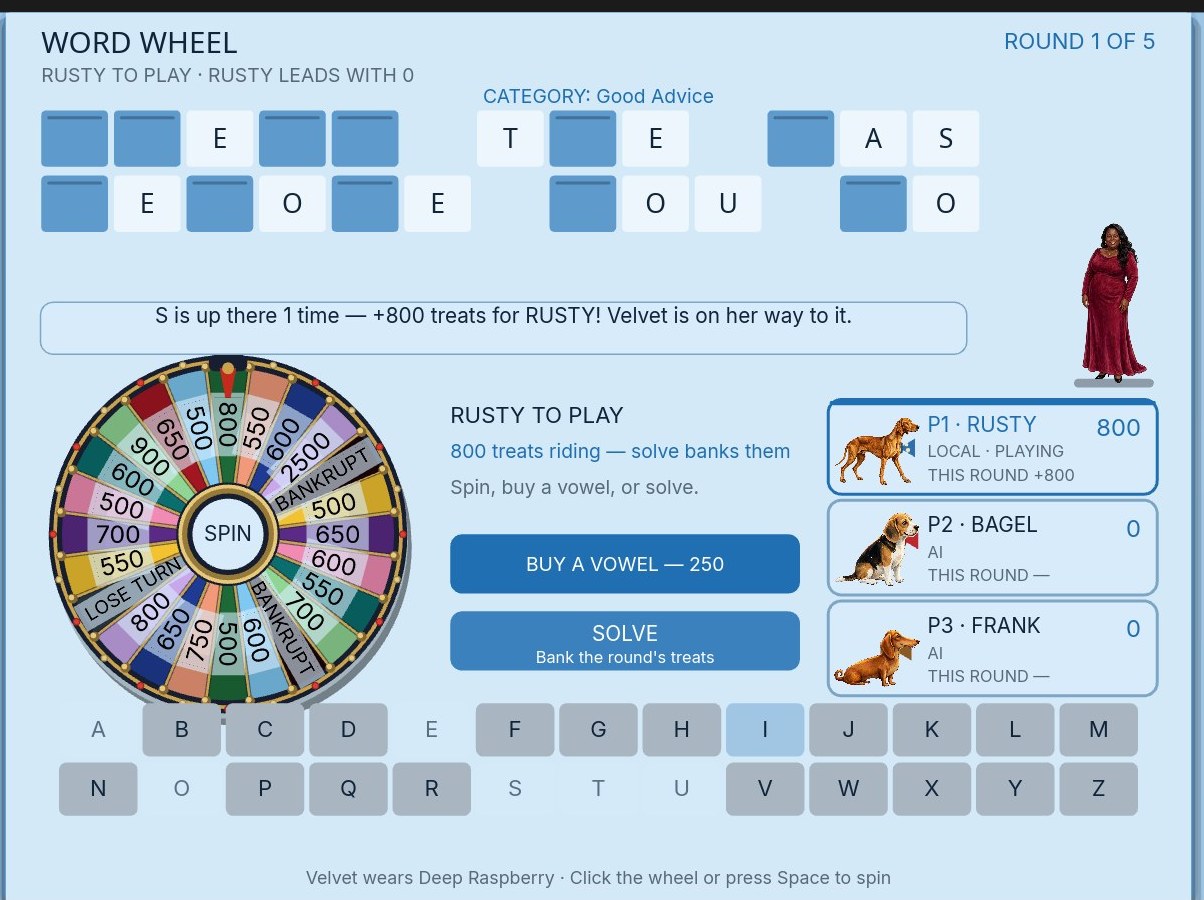 WORD WHEEL
ROUND 1 OF 5
RUSTY TO PLAY · RUSTY LEADS WITH 0
CATEGORY: Good Advice
E T E A S
E O E O U O
S is up there 1 time — +800 treats for RUSTY! Velvet is on her way to it.
800
550
600
2500
BANKRUPT
500
650
600
550
700
BANKRUPT
600
500
750
650
800
LOSE TURN
550
700
500
600
900
650
500
SPIN
RUSTY TO PLAY
800 treats riding — solve banks them
Spin, buy a vowel, or solve.
BUY A VOWEL — 250
SOLVE
Bank the round's treats
P1 · RUSTY 800
LOCAL · PLAYING
THIS ROUND +800
P2 · BAGEL 0
AI
THIS ROUND —
P3 · FRANK 0
AI
THIS ROUND —
A B C D E F G H I J K L M
N O P Q R S T U V W X Y Z
Velvet wears Deep Raspberry · Click the wheel or press Space to spin